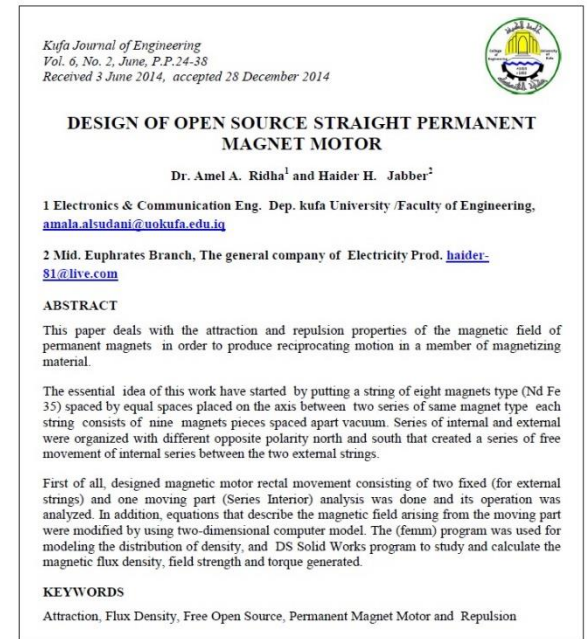 Kufa Journal of Engineering
Vol. 6, No. 2, June, P.P.24-38
Received 3 June 2014, accepted 28 December 2014
DESIGN OF OPEN SOURCE STRAIGHT PERMANENT
MAGNET MOTOR
Dr. Amel A. Ridha1 and Haider H. Jabber2
1 Electronics & Communication Eng. Dep. kufa University /Faculty of Engineering,
amala.alsudani@uokufa.edu.iq
2 Mid. Euphrates Branch, The general company of Electricity Prod. haider-
81@live.com
ABSTRACT
This paper deals with the attraction and repulsion properties of the magnetic field of
permanent magnets in order to produce reciprocating motion in a member of magnetizing
material.
The essential idea of this work have started by putting a string of eight magnets type (Nd Fe
35) spaced by equal spaces placed on the axis between two series of same magnet type each
string consists of nine magnets pieces spaced apart vacuum. Series of internal and external
were organized with different opposite polarity north and south that created a series of free
movement of internal series between the two external strings.
First of all, designed magnetic motor rectal movement consisting of two fixed (for external
strings) and one moving part (Series Interior) analysis was done and its operation was
analyzed. In addition, equations that describe the magnetic field arising from the moving part
were modified by using two-dimensional computer model. The (femm) program was used for
modeling the distribution of density, and DS Solid Works program to study and calculate the
magnetic flux density, field strength and torque generated.
KEYWORDS
Attraction, Flux Density, Free Open Source, Permanent Magnet Motor and Repulsion